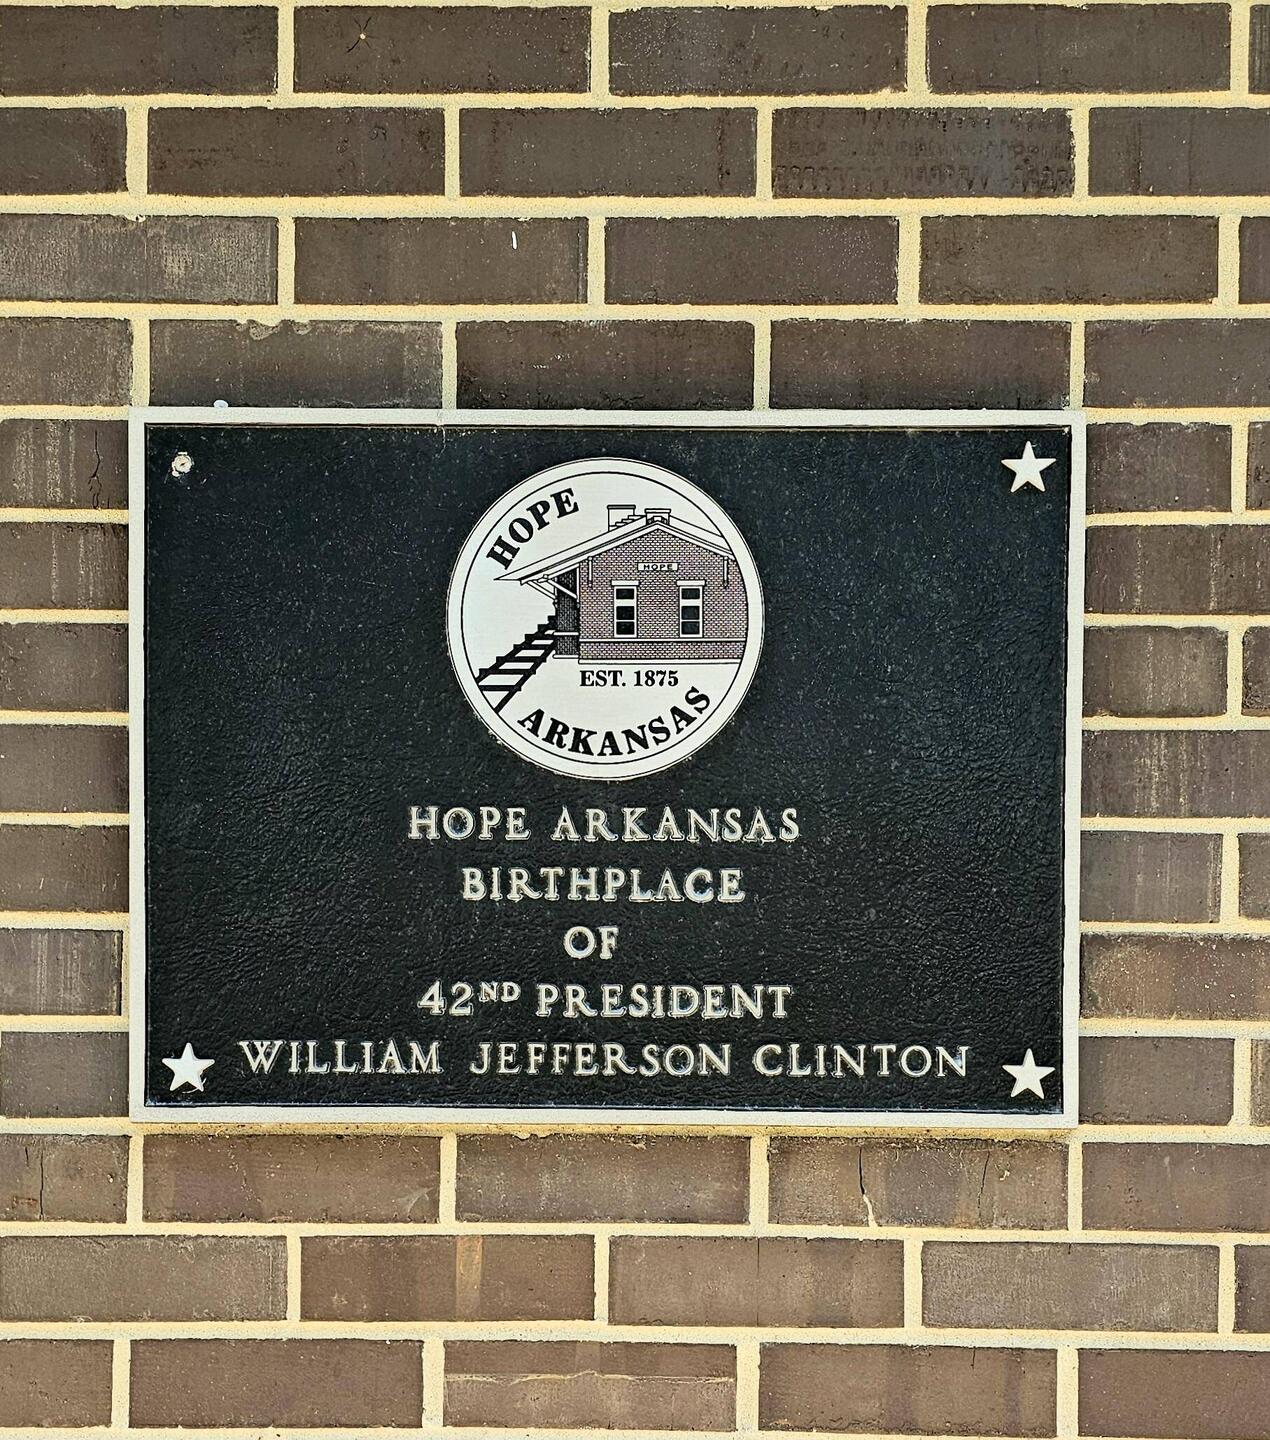 HOPE
HOPE
EST. 1875
ARKANSAS
HOPE ARKANSAS
BIRTHPLACE
OF
42ND PRESIDENT
WILLIAM JEFFERSON CLINTON